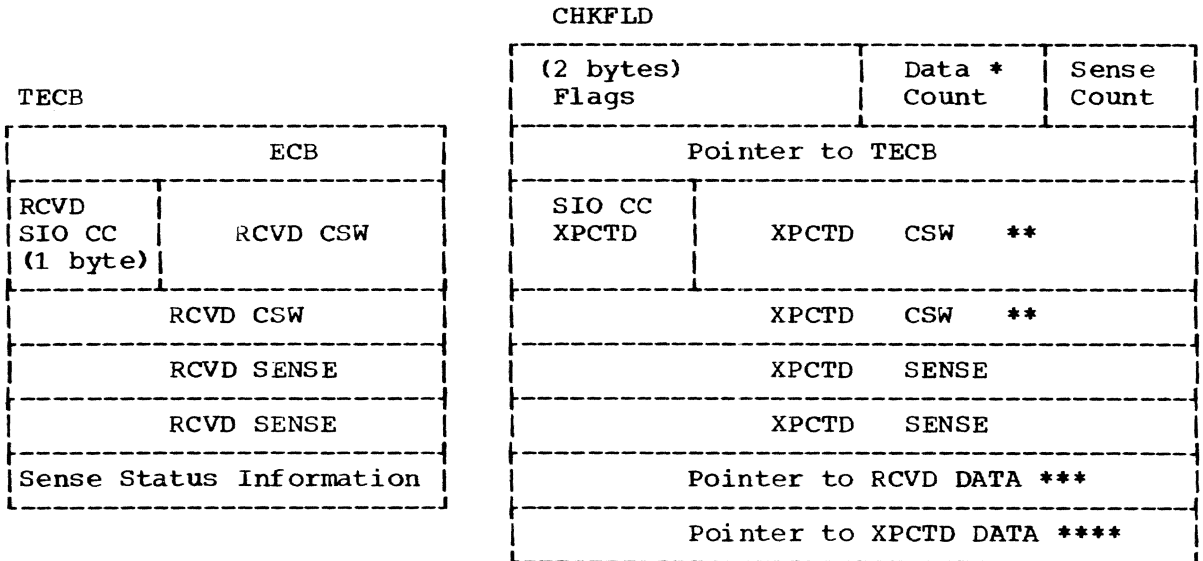 CHKFLD
(2 bytes) Data * Sense
Flags Count Count
Pointer to TECB
SIO CC
XPCTD XPCTD CSW **
XPCTD CSW **
XPCTD SENSE
XPCTD SENSE
Pointer to RCVD DATA ***
Pointer to XPCTD DATA ****
TECB
ECB
RCVD
SIO CC RCVD CSW
(1 byte)
RCVD CSW
RCVD SENSE
RCVD SENSE
Sense Status Information